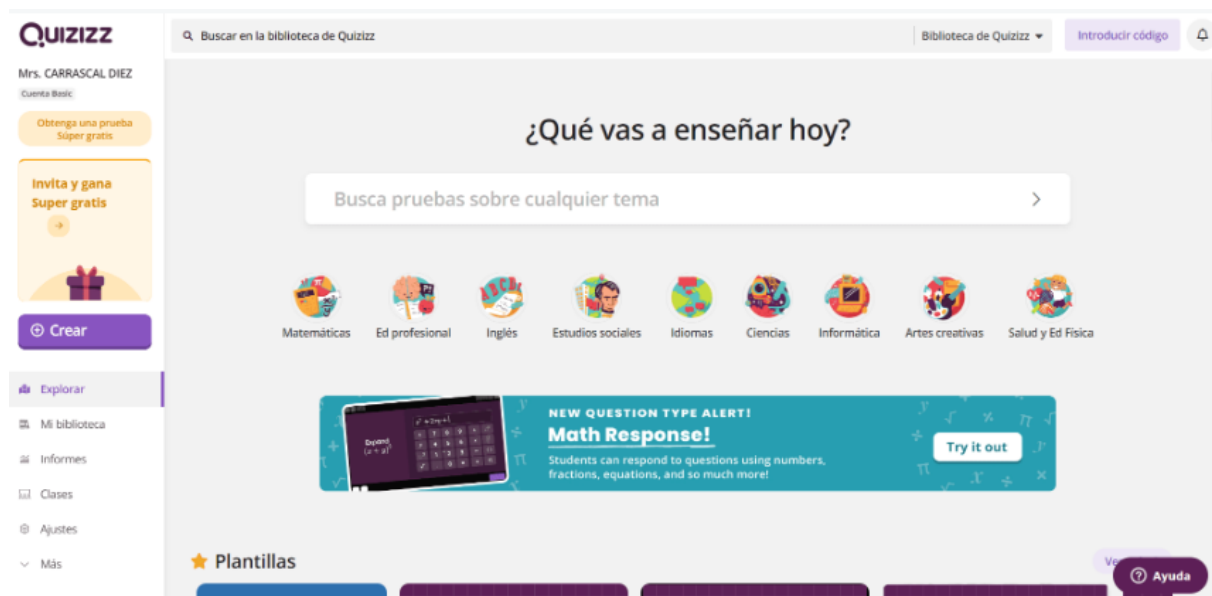 QUIZIZZ
Mrs. CARRASCAL DIEZ
Cuenta Basic
Obtenga una prueba
Súper gratis
Invita y gana
Super gratis
Crear
Explorar
Mi biblioteca
Informes
Clases
Ajustes
Más
Buscar en la biblioteca de Quizizz
Biblioteca de Quizizz
Introducir código
¿Qué vas a enseñar hoy?
Busca pruebas sobre cualquier tema
Matemáticas
Ed profesional
Inglés
Estudios sociales
Idiomas
Ciencias
Informática
Artes creativas
Salud y Ed Física
Expand
NEW QUESTION TYPE ALERT!
Math Response!
Students can respond to questions using numbers,
fractions, equations, and so much more!
Try it out
Plantillas
Ayuda